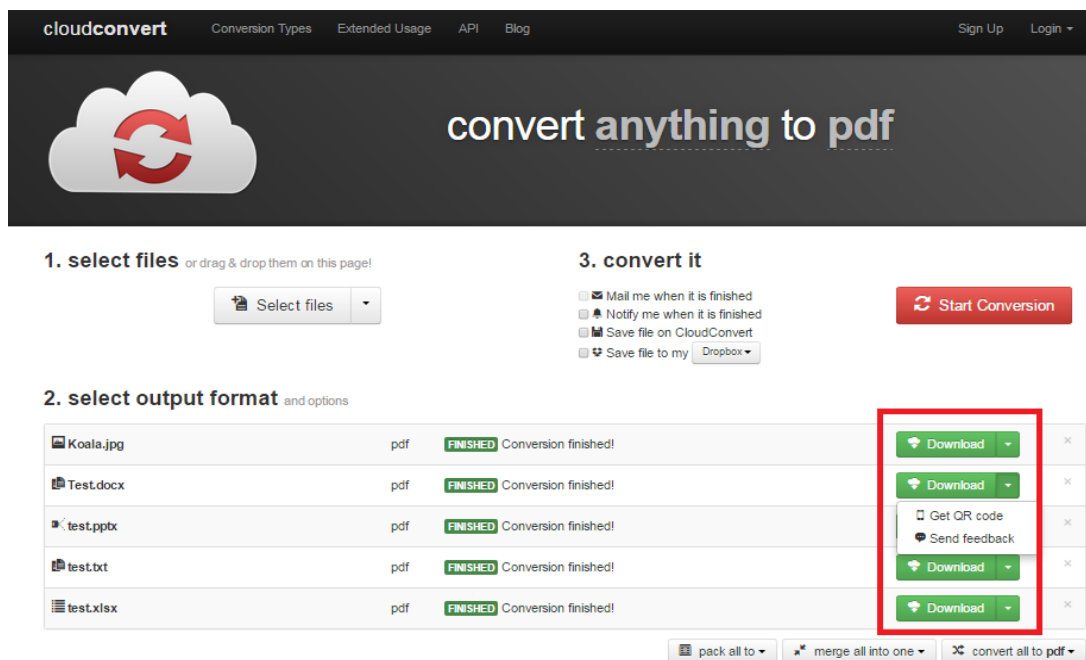 cloudconvert Conversion Types Extended Usage API Blog Sign Up Login
convert anything to pdf
1. select files or drag & drop them on this page!
Select files
3. convert it
Mail me when it is finished
Notify me when it is finished
Save file on CloudConvert
Save file to my Dropbox
Start Conversion
2. select output format and options
Koala.jpg pdf FINISHED Conversion finished! Download ×
Test.docx pdf FINISHED Conversion finished! Download ×
Get QR code
Send feedback
test.pptx pdf FINISHED Conversion finished! ×
test.txt pdf FINISHED Conversion finished! Download ×
test.xlsx pdf FINISHED Conversion finished! Download ×
pack all to merge all into one convert all to pdf